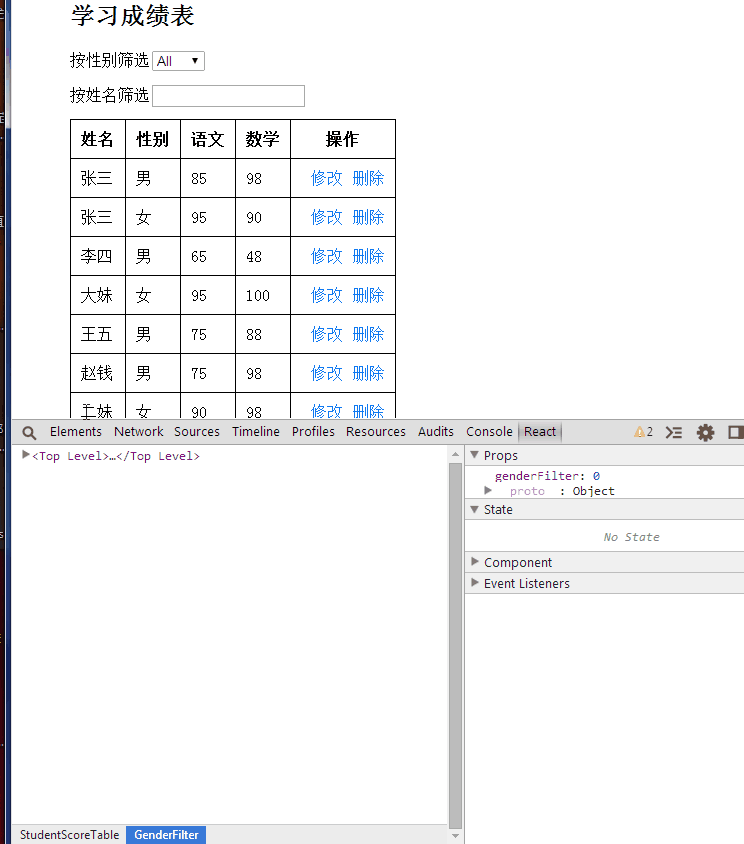 学习成绩表
按性别筛选 All
按姓名筛选
姓名 性别 语文 数学 操作
张三 男 85 98 修改 删除
张三 女 95 90 修改 删除
李四 男 65 48 修改 删除
大妹 女 95 100 修改 删除
王五 男 75 88 修改 删除
赵钱 男 75 98 修改 删除
妹 女 90 98 修改 删除
Elements Network Sources Timeline Profiles Resources Audits Console React 2
<Top Level>…</Top Level>
Props
genderFilter: 0
proto : Object
State
No State
Component
Event Listeners
StudentScoreTable GenderFilter